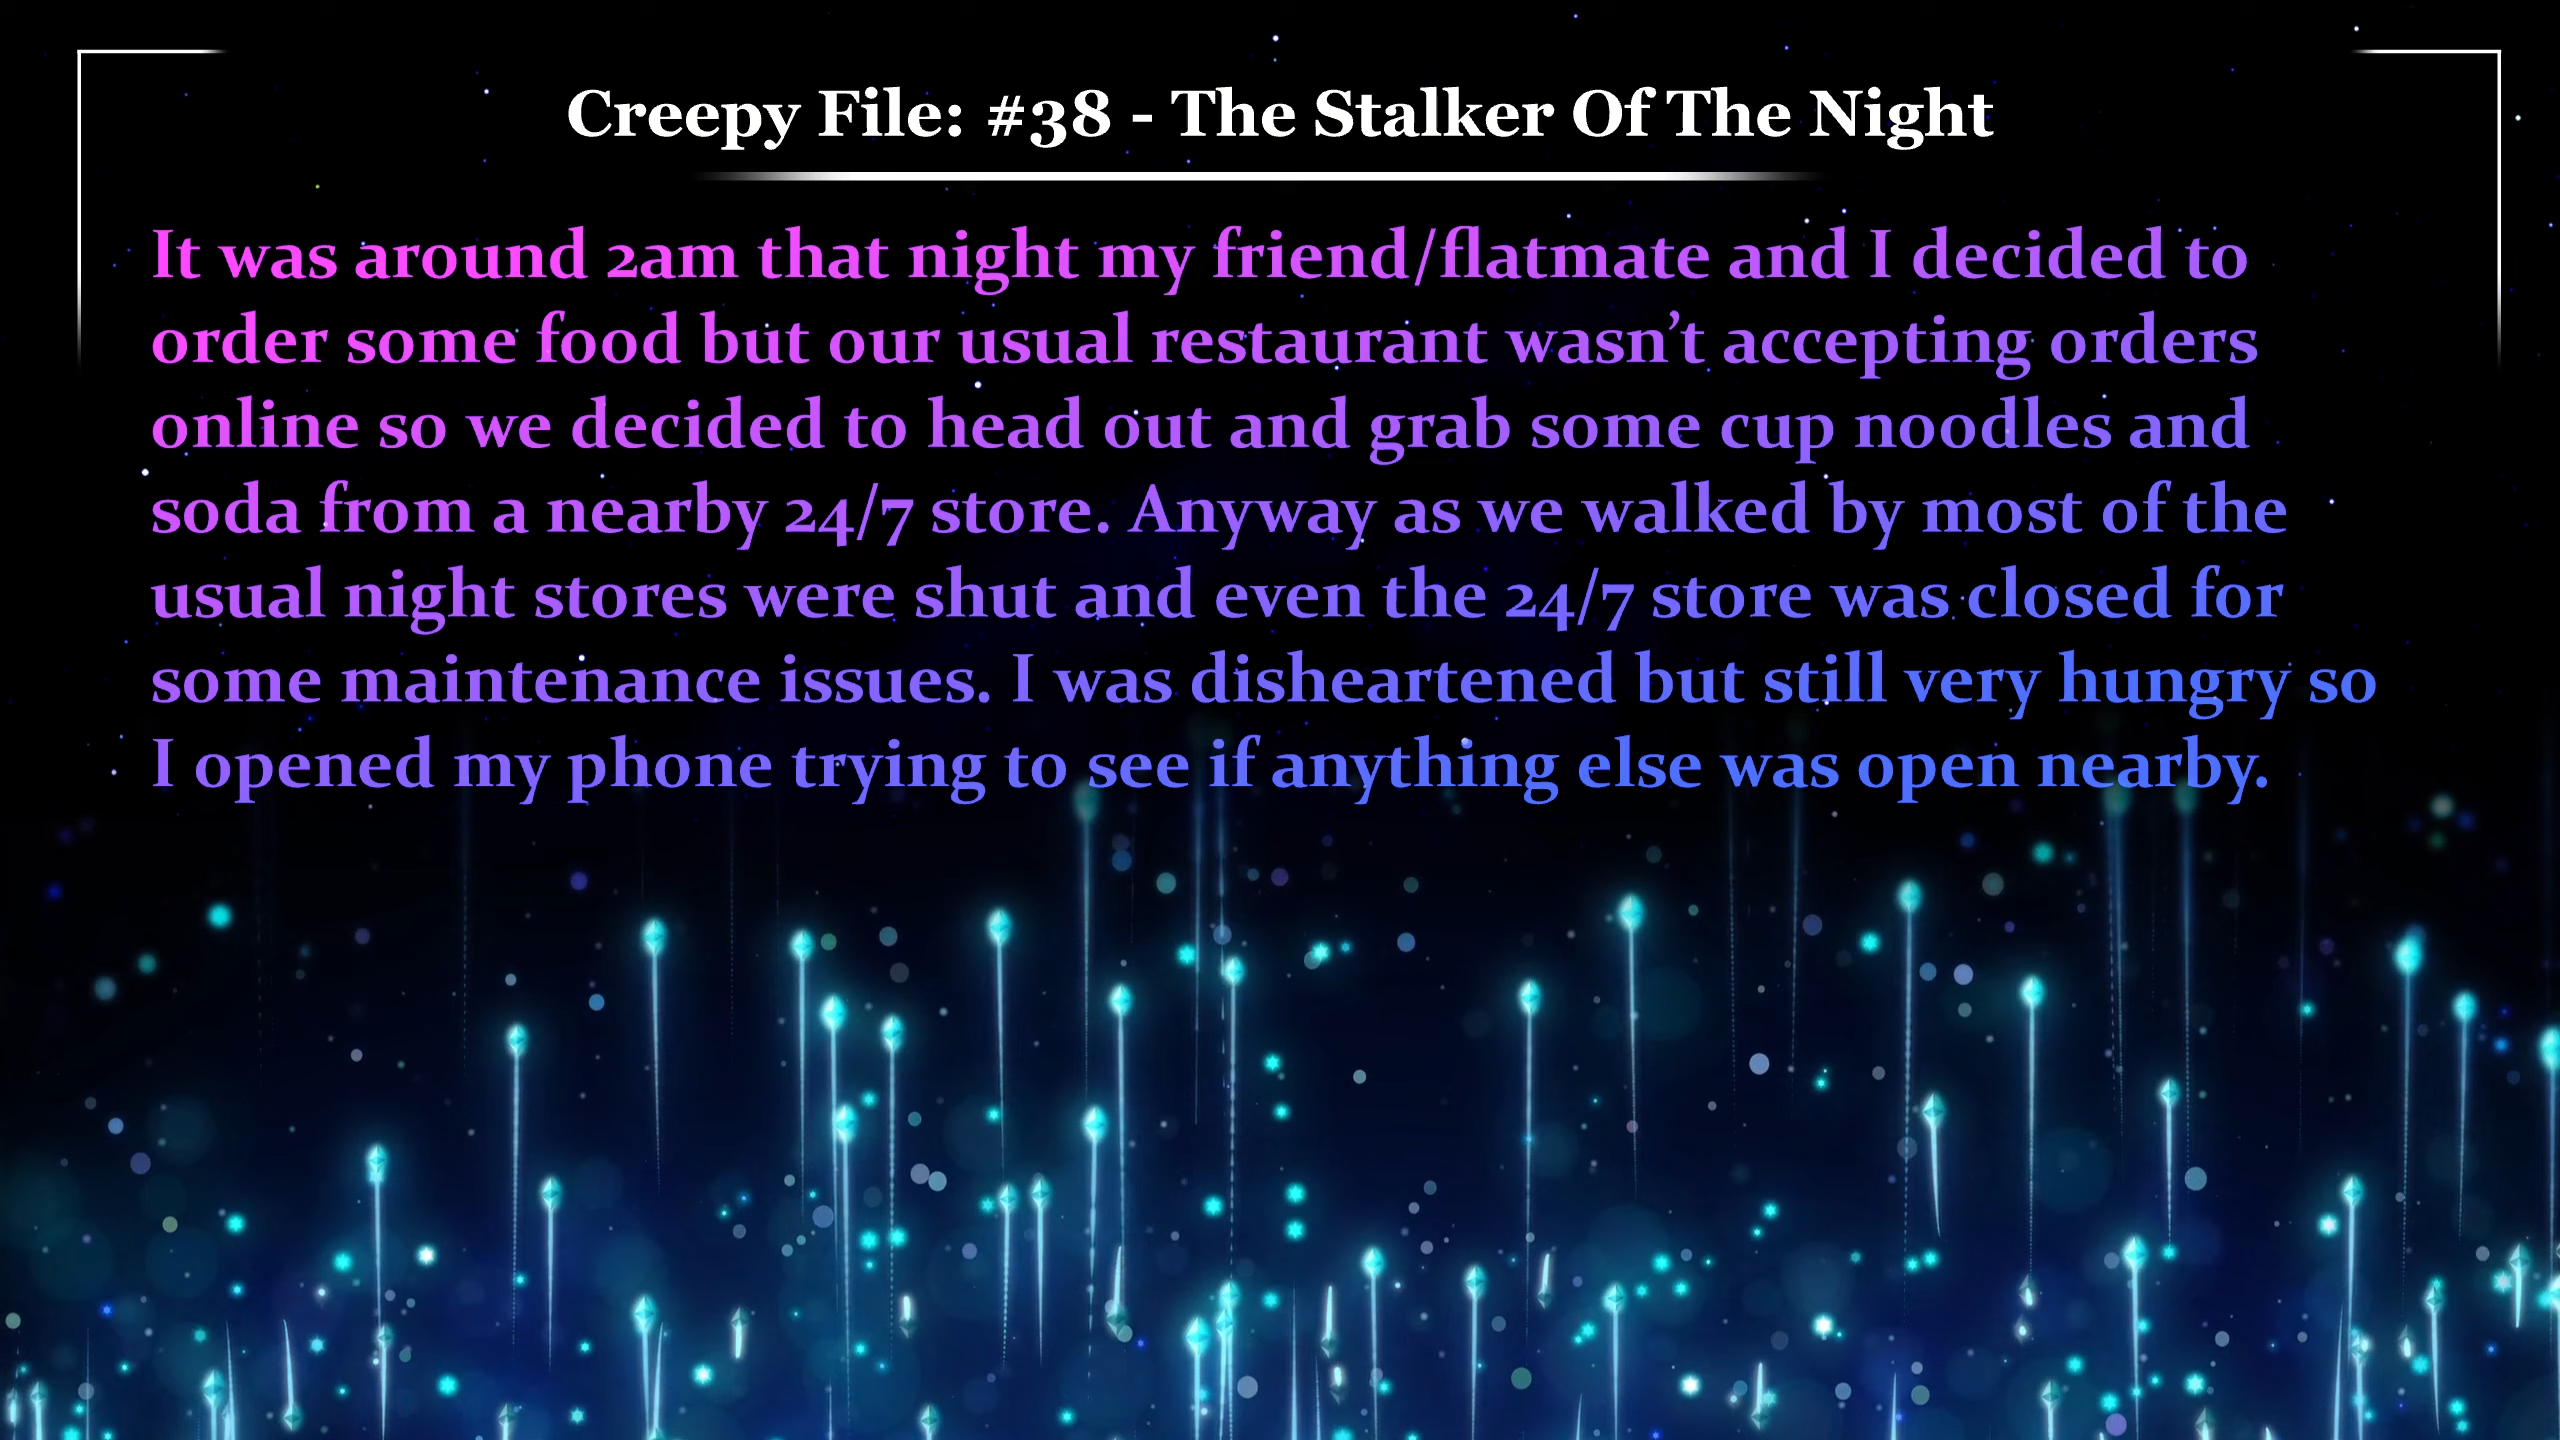 Creepy File: #38 - The Stalker Of The Night
It was around 2am that night my friend/flatmate and I decided to
order some food but our usual restaurant wasn’t accepting orders
online so we decided to head out and grab some cup noodles and
soda from a nearby 24/7 store. Anyway as we walked by most of the
usual night stores were shut and even the 24/7 store was closed for
some maintenance issues. I was disheartened but still very hungry so
I opened my phone trying to see if anything else was open nearby.